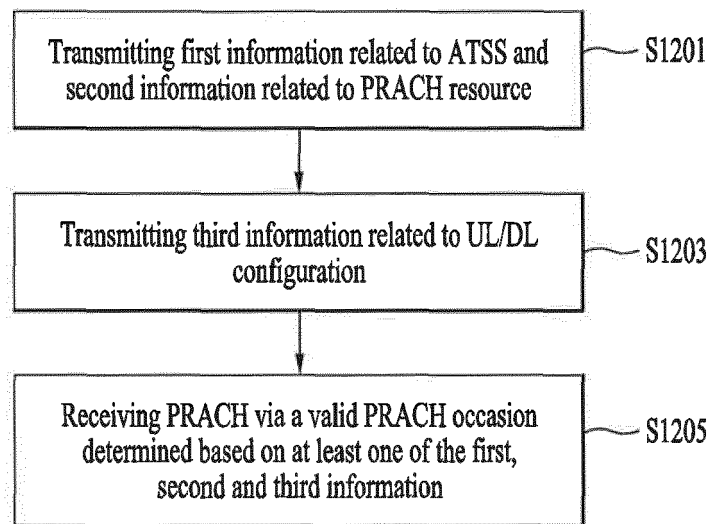 Transmitting first information related to ATSS and
second information related to PRACH resource
S1201
Transmitting third information related to UL/DL
configuration
S1203
Receiving PRACH via a valid PRACH occasion
determined based on at least one of the first,
second and third information
S1205